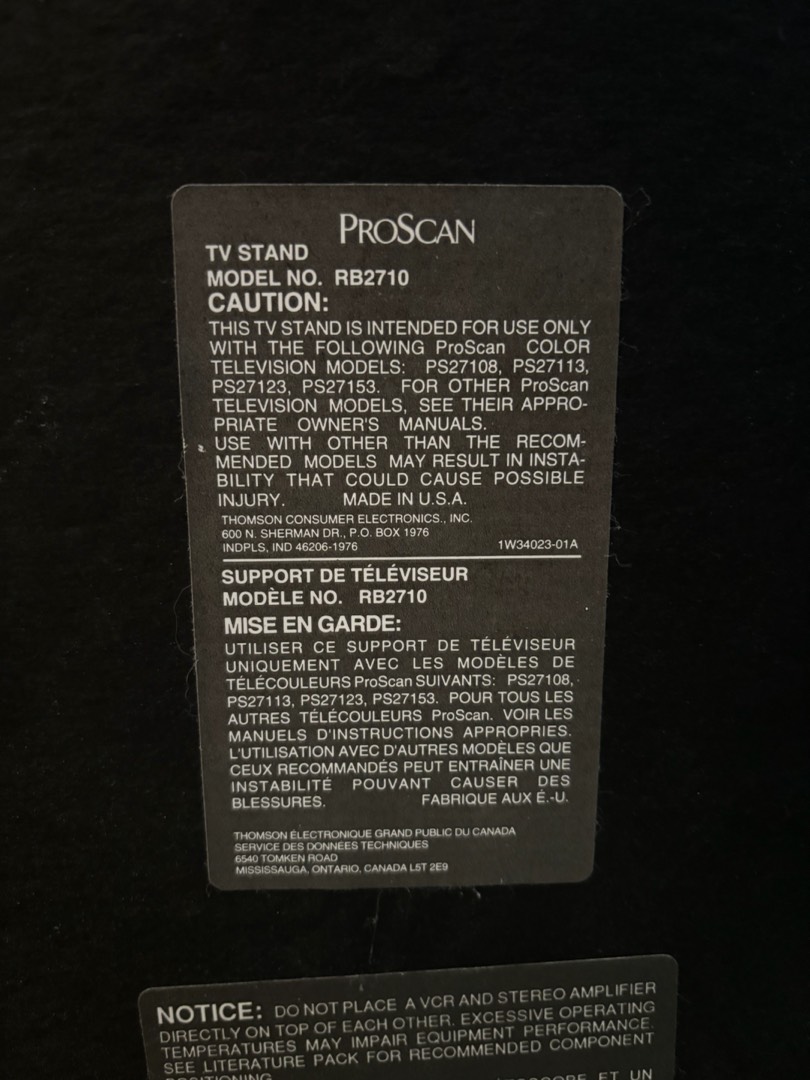 PROSCAN
TV STAND
MODEL NO. RB2710
CAUTION:
THIS TV STAND IS INTENDED FOR USE ONLY
WITH THE FOLLOWING ProScan COLOR
TELEVISION MODELS: PS27108, PS27113,
PS27123, PS27153. FOR OTHER ProScan
TELEVISION MODELS, SEE THEIR APPRO-
PRIATE OWNER'S MANUALS.
USE WITH OTHER THAN THE RECOM-
MENDED MODELS MAY RESULT IN INSTA-
BILITY THAT COULD CAUSE POSSIBLE
INJURY. MADE IN U.S.A.
THOMSON CONSUMER ELECTRONICS., INC.
600 N. SHERMAN DR., P.O. BOX 1976
INDPLS, IND 46206-1976 1W34023-01A
SUPPORT DE TÉLÉVISEUR
MODÈLE NO. RB2710
MISE EN GARDE:
UTILISER CE SUPPORT DE TÉLÉVISEUR
UNIQUEMENT AVEC LES MODÈLES DE
TÉLÉCOULEURS ProScan SUIVANTS: PS27108,
PS27113, PS27123, PS27153. POUR TOUS LES
AUTRES TÉLÉCOULEURS ProScan. VOIR LES
MANUELS D'INSTRUCTIONS APPROPRIES.
L'UTILISATION AVEC D'AUTRES MODÈLES QUE
CEUX RECOMMANDÉS PEUT ENTRAÎNER UNE
INSTABILITÉ POUVANT CAUSER DES
BLESSURES. FABRIQUE AUX É.-U.
THOMSON ÉLECTRONIQUE GRAND PUBLIC DU CANADA
SERVICE DES DONNÉES TECHNIQUES
6540 TOMKEN ROAD
MISSISSAUGA, ONTARIO, CANADA L5T 2E9
NOTICE: DO NOT PLACE A VCR AND STEREO AMPLIFIER
DIRECTLY ON TOP OF EACH OTHER. EXCESSIVE OPERATING
TEMPERATURES MAY IMPAIR EQUIPMENT PERFORMANCE.
SEE LITERATURE PACK FOR RECOMMENDED COMPONENT
POSITIONING
ET UN